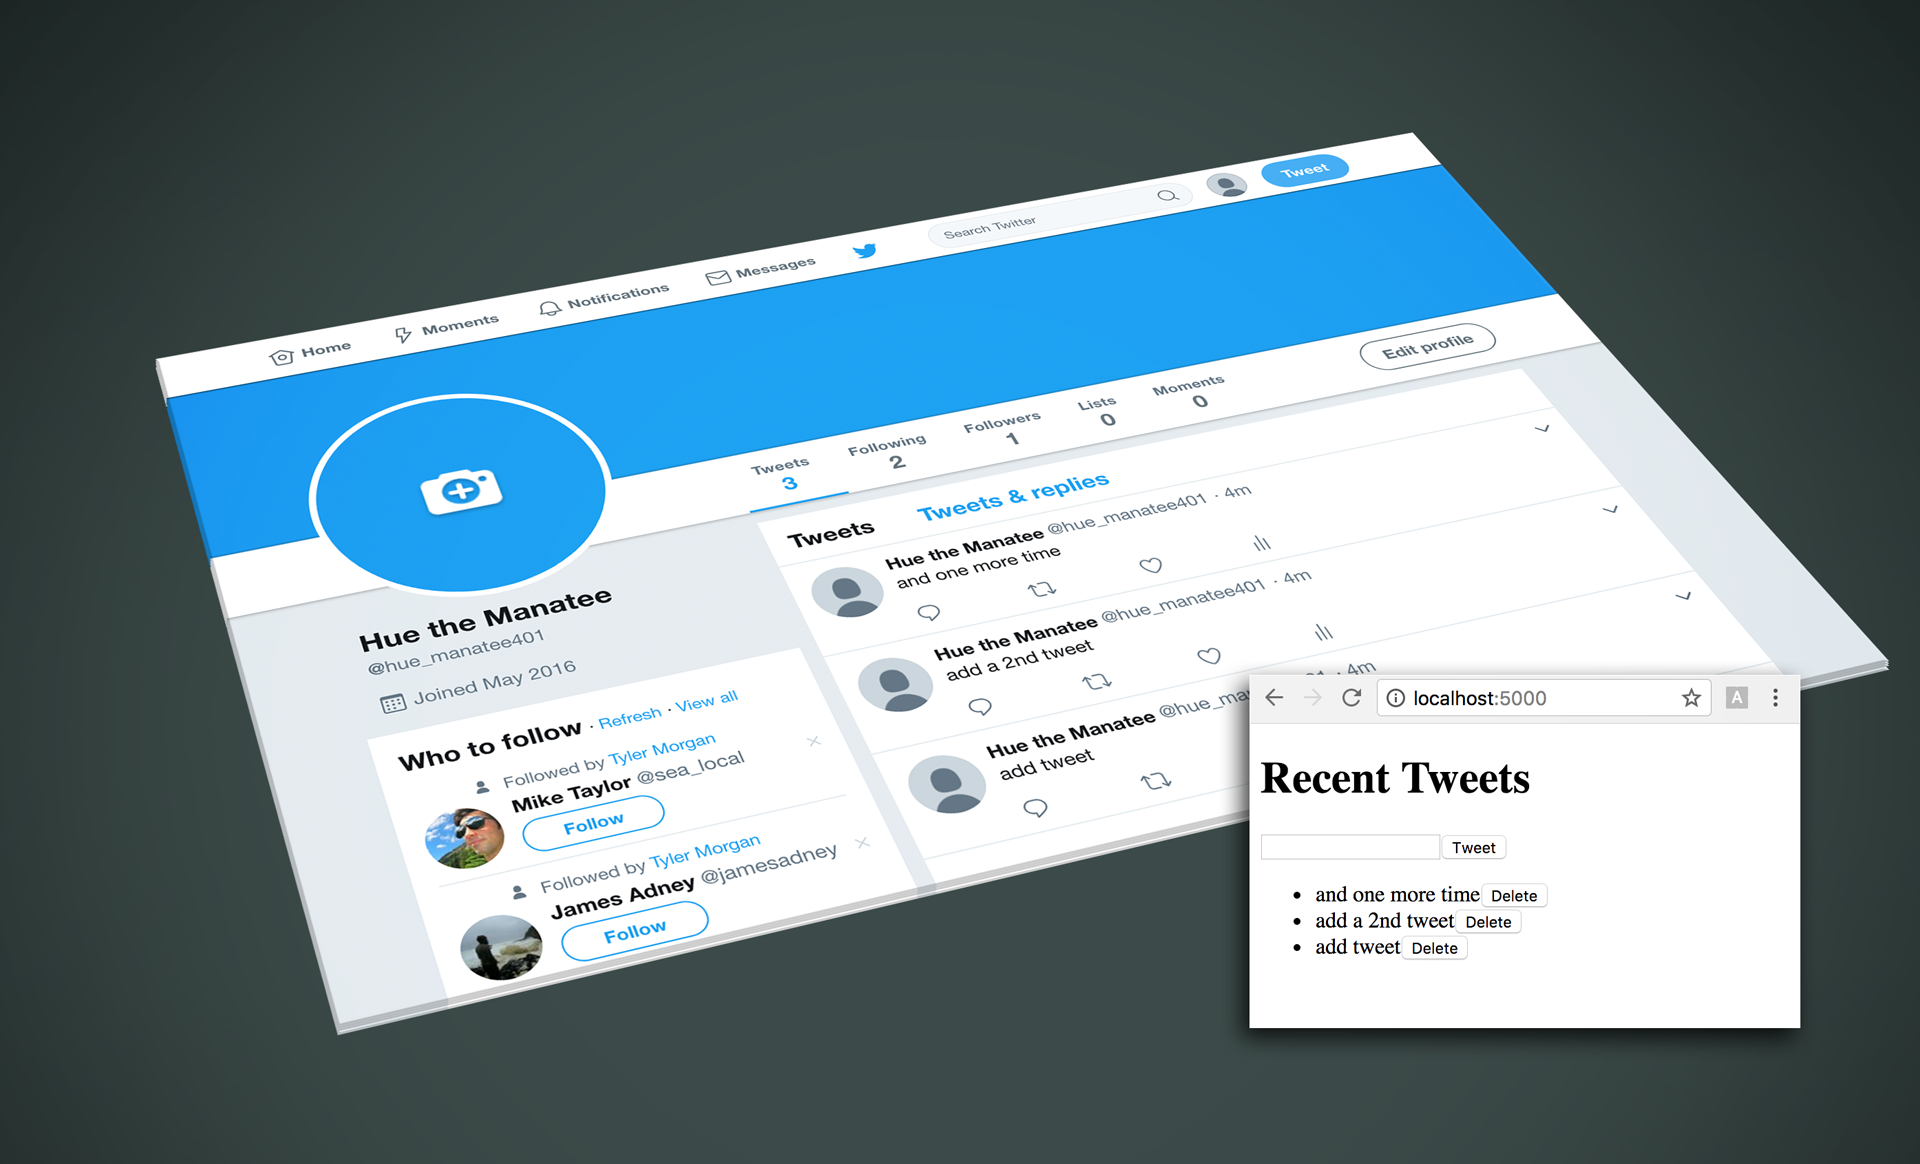 Home
Moments
Notifications
Messages
Search Twitter
Tweet
Tweets
3
Following
2
Followers
1
Lists
0
Moments
0
Edit profile
Hue the Manatee
@hue_manatee401
Joined May 2016
Who to follow · Refresh · View all
Followed by Tyler Morgan
Mike Taylor @sea_local
Follow
Followed by Tyler Morgan
James Adney @jamesadney
Follow
Tweets
Tweets & replies
Hue the Manatee @hue_manatee401 · 4m
and one more time
Hue the Manatee @hue_manatee401 · 4m
add a 2nd tweet
Hue the Manatee @hue_ma · 4m
add tweet
localhost:5000
A
Recent Tweets
Tweet
and one more time Delete
add a 2nd tweet Delete
add tweet Delete